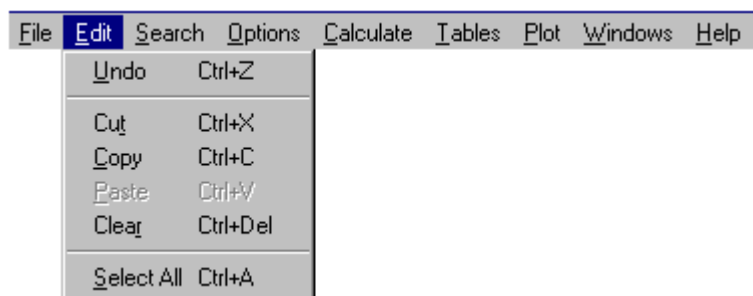 File Edit Search Options Calculate Tables Plot Windows Help
Undo Ctrl+Z
Cut Ctrl+X
Copy Ctrl+C
Paste Ctrl+V
Clear Ctrl+Del
Select All Ctrl+A